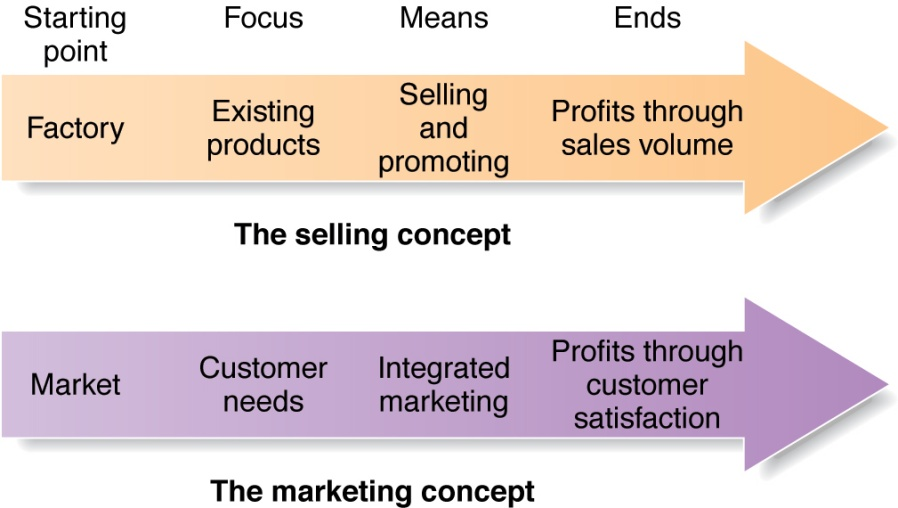 Starting
point
Focus
Means
Ends
Factory
Existing
products
Selling
and
promoting
Profits through
sales volume
The selling concept
Market
Customer
needs
Integrated
marketing
Profits through
customer
satisfaction
The marketing concept